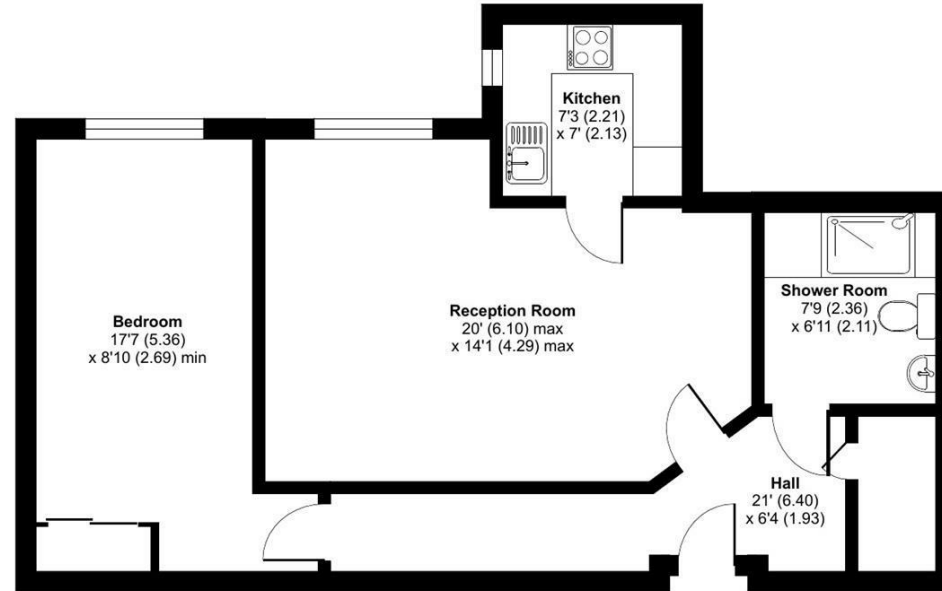 Kitchen
7'3 (2.21)
x 7' (2.13)
Shower Room
7'9 (2.36)
x 6'11 (2.11)
Reception Room
20' (6.10) max
x 14'1 (4.29) max
Bedroom
17'7 (5.36)
x 8'10 (2.69) min
Hall
21' (6.40)
x 6'4 (1.93)